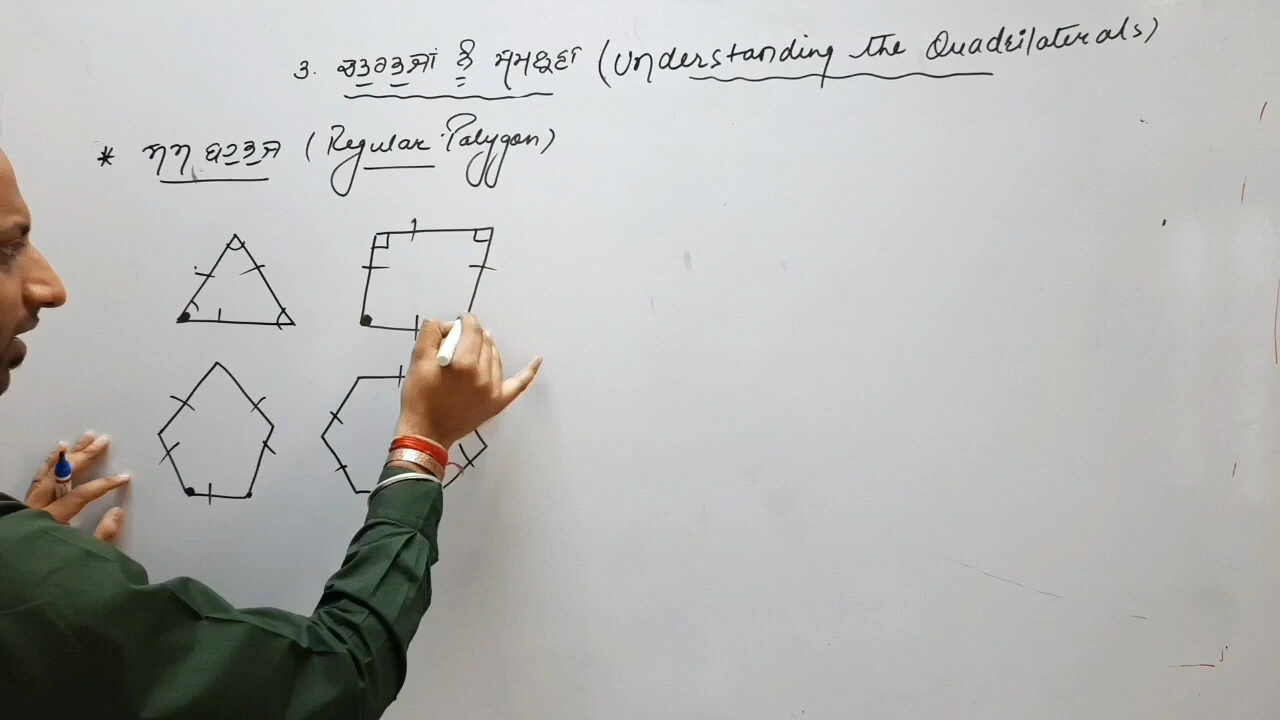 3. ਚਤੁਰਭੁਜਾਂ ਨੂੰ ਸਮਝਣਾ (Understanding the Quadrilaterals)
* ਸਮ ਬਹੁਭੁਜ (Regular Polygon)